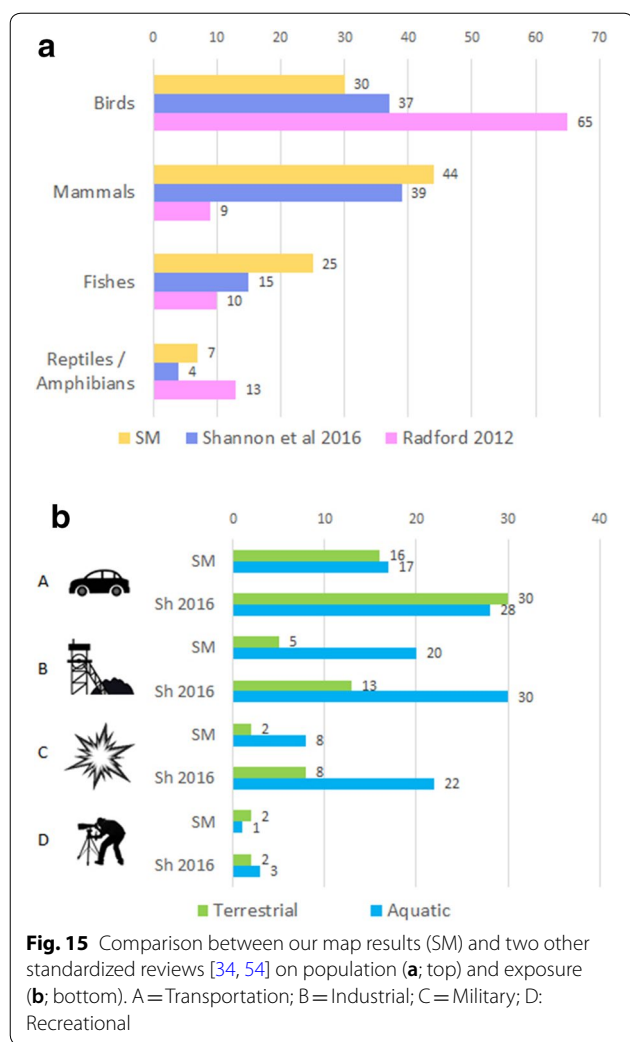 a
0 10 20 30 40 50 60 70
Birds
30
37
65
Mammals
44
39
9
Fishes
25
15
10
Reptiles /
Amphibians
7
4
13
SM Shannon et al 2016 Radford 2012
b
0 10 20 30 40
A
SM
16
17
Sh 2016
30
28
B
SM
5
20
Sh 2016
13
30
C
SM
2
8
Sh 2016
8
22
D
SM
2
1
Sh 2016
2
3
Terrestrial Aquatic
Fig. 15 Comparison between our map results (SM) and two other
standardized reviews [34, 54] on population (a; top) and exposure
(b; bottom). A = Transportation; B = Industrial; C = Military; D:
Recreational